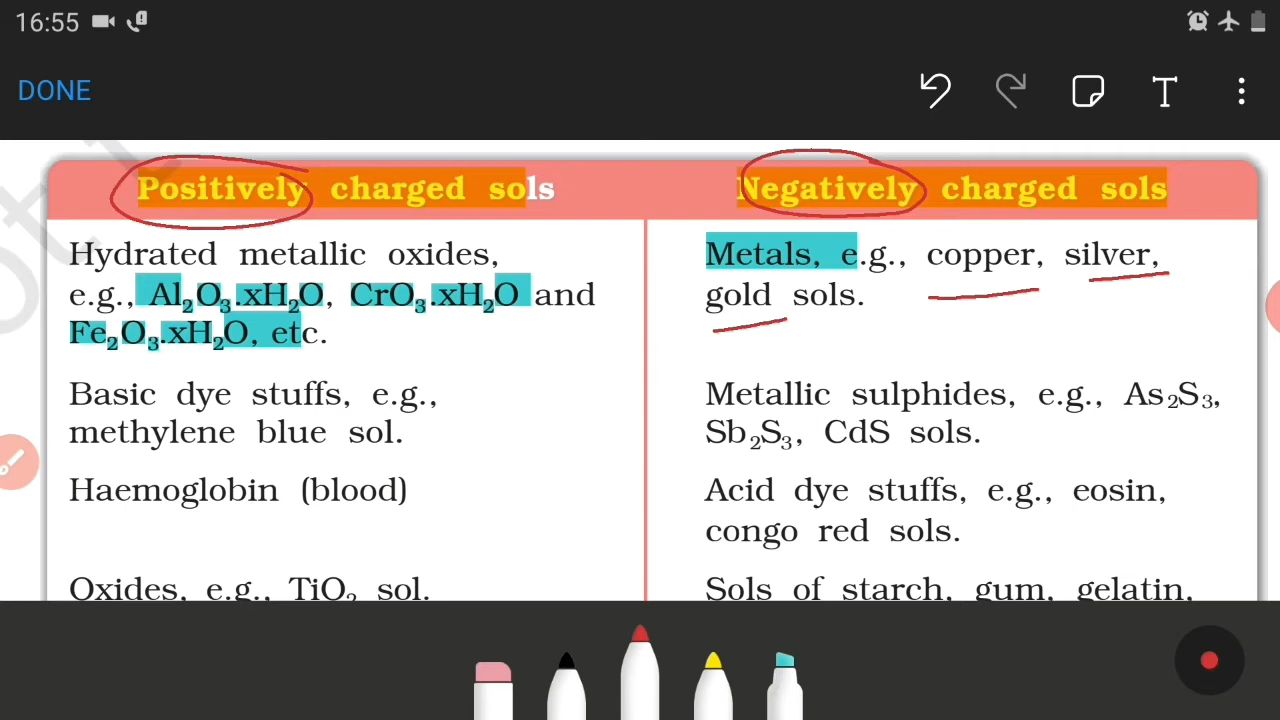 16:55
DONE
T
Positively charged sols
Negatively charged sols
Hydrated metallic oxides,
e.g., Al₂O₃.xH₂O, CrO₃.xH₂O and
Fe₂O₃.xH₂O, etc.
Metals, e.g., copper, silver,
gold sols.
Basic dye stuffs, e.g.,
methylene blue sol.
Metallic sulphides, e.g., As₂S₃,
Sb₂S₃, CdS sols.
Haemoglobin (blood)
Acid dye stuffs, e.g., eosin,
congo red sols.
Oxides, e.g., TiO₂ sol.
Sols of starch, gum, gelatin,